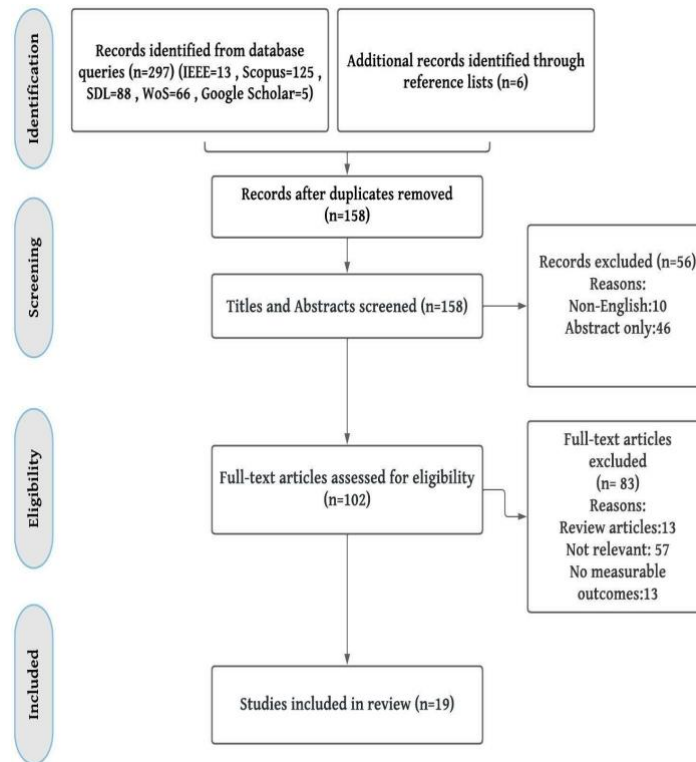 Identification
Records identified from database
queries (n=297) (IEEE=13 , Scopus=125 ,
SDL=88 , WoS=66 , Google Scholar=5)
Additional records identified through
reference lists (n=6)
Screening
Records after duplicates removed
(n=158)
Titles and Abstracts screened (n=158)
Records excluded (n=56)
Reasons:
Non-English:10
Abstract only:46
Eligibility
Full-text articles assessed for eligibility
(n=102)
Full-text articles
excluded
(n= 83)
Reasons:
Review articles:13
Not relevant: 57
No measurable
outcomes:13
Included
Studies included in review (n=19)